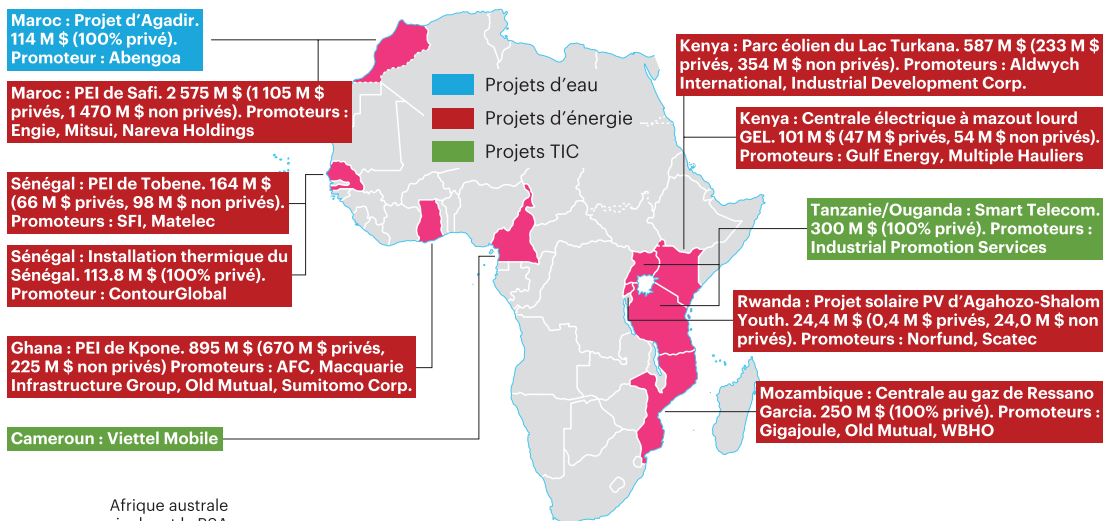 Maroc : Projet d’Agadir.
114 M $ (100% privé).
Promoteur : Abengoa
Maroc : PEI de Safi. 2 575 M $ (1 105 M $
privés, 1 470 M $ non privés). Promoteurs :
Engie, Mitsui, Nareva Holdings
Sénégal : PEI de Tobene. 164 M $
(66 M $ privés, 98 M $ non privés).
Promoteurs : SFI, Matelec
Sénégal : Installation thermique du
Sénégal. 113.8 M $ (100% privé).
Promoteur : ContourGlobal
Ghana : PEI de Kpone. 895 M $ (670 M $ privés,
225 M $ non privés) Promoteurs : AFC, Macquarie
Infrastructure Group, Old Mutual, Sumitomo Corp.
Cameroun : Viettel Mobile
Projets d’eau
Projets d’énergie
Projets TIC
Kenya : Parc éolien du Lac Turkana. 587 M $ (233 M $
privés, 354 M $ non privés). Promoteurs : Aldwych
International, Industrial Development Corp.
Kenya : Centrale électrique à mazout lourd
GEL. 101 M $ (47 M $ privés, 54 M $ non privés).
Promoteurs : Gulf Energy, Multiple Hauliers
Tanzanie/Ouganda : Smart Telecom.
300 M $ (100% privé). Promoteurs :
Industrial Promotion Services
Rwanda : Projet solaire PV d’Agahozo-Shalom
Youth. 24,4 M $ (0,4 M $ privés, 24,0 M $ non
privés). Promoteurs : Norfund, Scatec
Mozambique : Centrale au gaz de Ressano
Garcia. 250 M $ (100% privé). Promoteurs :
Gigajoule, Old Mutual, WBHO
Afrique australe